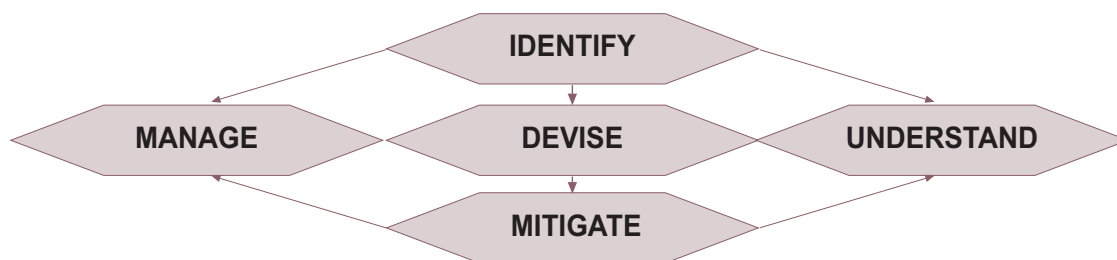 IDENTIFY
MANAGE
DEVISE
UNDERSTAND
MITIGATE